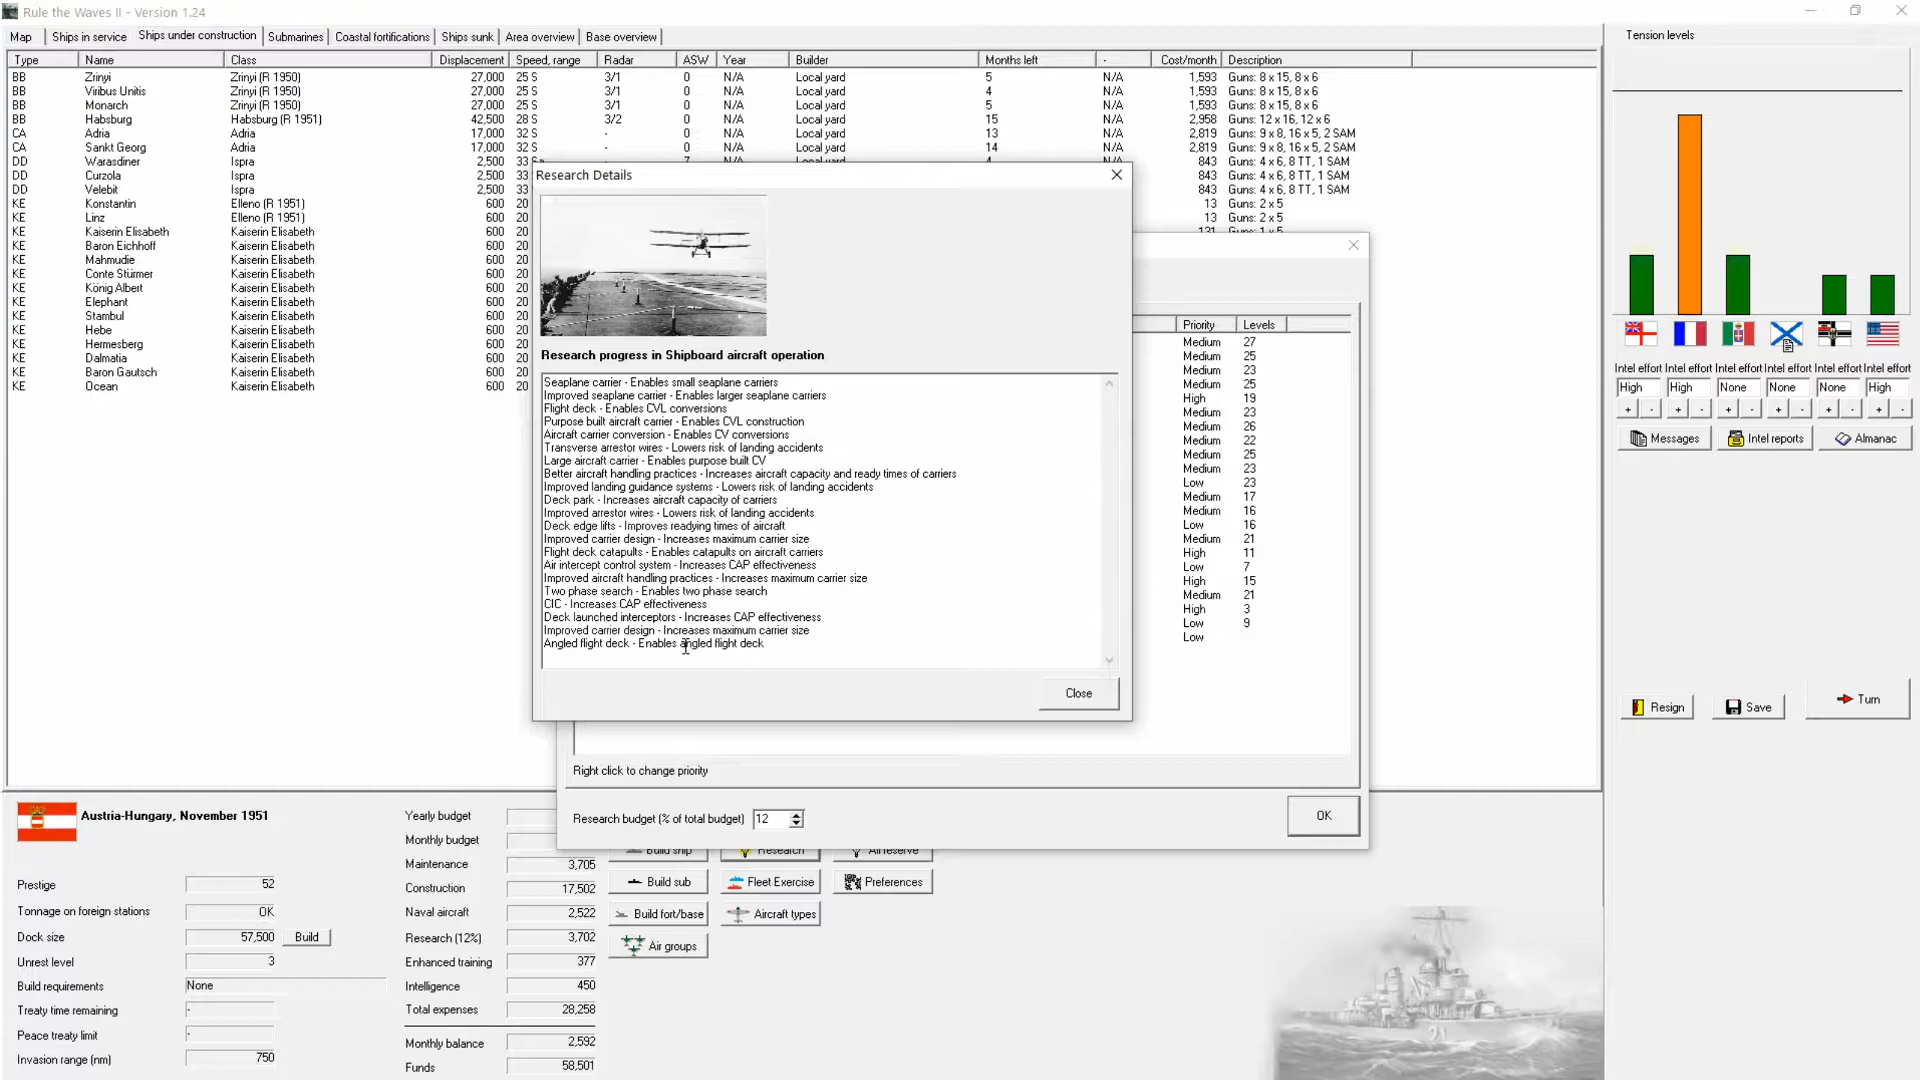 Rule the Waves II - Version 1.24
Map Ships in service Ships under construction Submarines Coastal fortifications Ships sunk Area overview Base overview
Type Name Class Displacement Speed, range Radar ASW Year Builder Months left - Cost/month Description
BB Zrinyi Zrinyi (R 1950) 27,000 25 S 3/1 0 N/A Local yard 5 N/A 1,593 Guns: 8 x 15, 8 x 6
BB Viribus Unitis Zrinyi (R 1950) 27,000 25 S 3/1 0 N/A Local yard 4 N/A 1,593 Guns: 8 x 15, 8 x 6
BB Monarch Zrinyi (R 1950) 27,000 25 S 3/1 0 N/A Local yard 5 N/A 1,593 Guns: 8 x 15, 8 x 6
BB Habsburg Habsburg (R 1951) 42,500 28 S 3/2 0 N/A Local yard 15 N/A 2,958 Guns: 12 x 16, 12 x 6
CA Adria Adria 17,000 32 S - 0 N/A Local yard 13 N/A 2,819 Guns: 9 x 8, 16 x 5, 2 SAM
CA Sankt Georg Adria 17,000 32 S - 0 N/A Local yard 14 N/A 2,819 Guns: 9 x 8, 16 x 5, 2 SAM
DD Warasdiner Ispra 2,500 33 N/A Local yard 4 N/A 843 Guns: 4 x 6, 8 TT, 1 SAM
DD Curzola Ispra 2,500 33 843 Guns: 4 x 6, 8 TT, 1 SAM
DD Velebit Ispra 2,500 33 843 Guns: 4 x 6, 8 TT, 1 SAM
KE Konstantin Elleno (R 1951) 600 20 13 Guns: 2 x 5
KE Linz Elleno (R 1951) 600 20 13 Guns: 2 x 5
KE Kaiserin Elisabeth Kaiserin Elisabeth 600 20 131 Guns: 1 x 5
KE Baron Eichhoff Kaiserin Elisabeth 600 20
KE Mahmudie Kaiserin Elisabeth 600 20
KE Conte Stürmer Kaiserin Elisabeth 600 20
KE König Albert Kaiserin Elisabeth 600 20
KE Elephant Kaiserin Elisabeth 600 20
KE Stambul Kaiserin Elisabeth 600 20
KE Hebe Kaiserin Elisabeth 600 20
KE Hermesberg Kaiserin Elisabeth 600 20
KE Dalmatia Kaiserin Elisabeth 600 20
KE Baron Gautsch Kaiserin Elisabeth 600 20
KE Ocean Kaiserin Elisabeth 600 20
Research Details
Research progress in Shipboard aircraft operation
Seaplane carrier - Enables small seaplane carriers
Improved seaplane carrier - Enables larger seaplane carriers
Flight deck - Enables CVL conversions
Purpose built aircraft carrier - Enables CVL construction
Aircraft carrier conversion - Enables CV conversions
Transverse arrestor wires - Lowers risk of landing accidents
Large aircraft carrier - Enables purpose built CV
Better aircraft handling practices - Increases aircraft capacity and ready times of carriers
Improved landing guidance systems - Lowers risk of landing accidents
Deck park - Increases aircraft capacity of carriers
Improved arrestor wires - Lowers risk of landing accidents
Deck edge lifts - Improves readying times of aircraft
Improved carrier design - Increases maximum carrier size
Flight deck catapults - Enables catapults on aircraft carriers
Air intercept control system - Increases CAP effectiveness
Improved aircraft handling practices - Increases maximum carrier size
Two phase search - Enables two phase search
CIC - Increases CAP effectiveness
Deck launched interceptors - Increases CAP effectiveness
Improved carrier design - Increases maximum carrier size
Angled flight deck - Enables angled flight deck
Close
Priority Levels
Medium 27
Medium 25
Medium 23
Medium 25
High 19
Medium 23
Medium 26
Medium 22
Medium 25
Medium 23
Low 23
Medium 17
Medium 16
Low 16
Medium 21
High 11
Low 7
High 15
Medium 21
High 3
Low 9
Low
Right click to change priority
Research budget (% of total budget) 12
OK
Tension levels
Intel effort Intel effort Intel effort Intel effort Intel effort Intel effort
High High None None None High
+ - + - + - + - + - + -
Messages Intel reports Almanac
Resign Save Turn
Austria-Hungary, November 1951
Prestige 52
Tonnage on foreign stations OK
Dock size 57,500 Build
Unrest level 3
Build requirements None
Treaty time remaining -
Peace treaty limit -
Invasion range (nm) 750
Yearly budget
Monthly budget
Maintenance 3,705
Construction 17,502
Naval aircraft 2,522
Research (12%) 3,702
Enhanced training 377
Intelligence 450
Total expenses 28,258
Monthly balance 2,592
Funds 58,501
Build ship Research Air reserve
Build sub Fleet Exercise Preferences
Build fort/base Aircraft types
Air groups